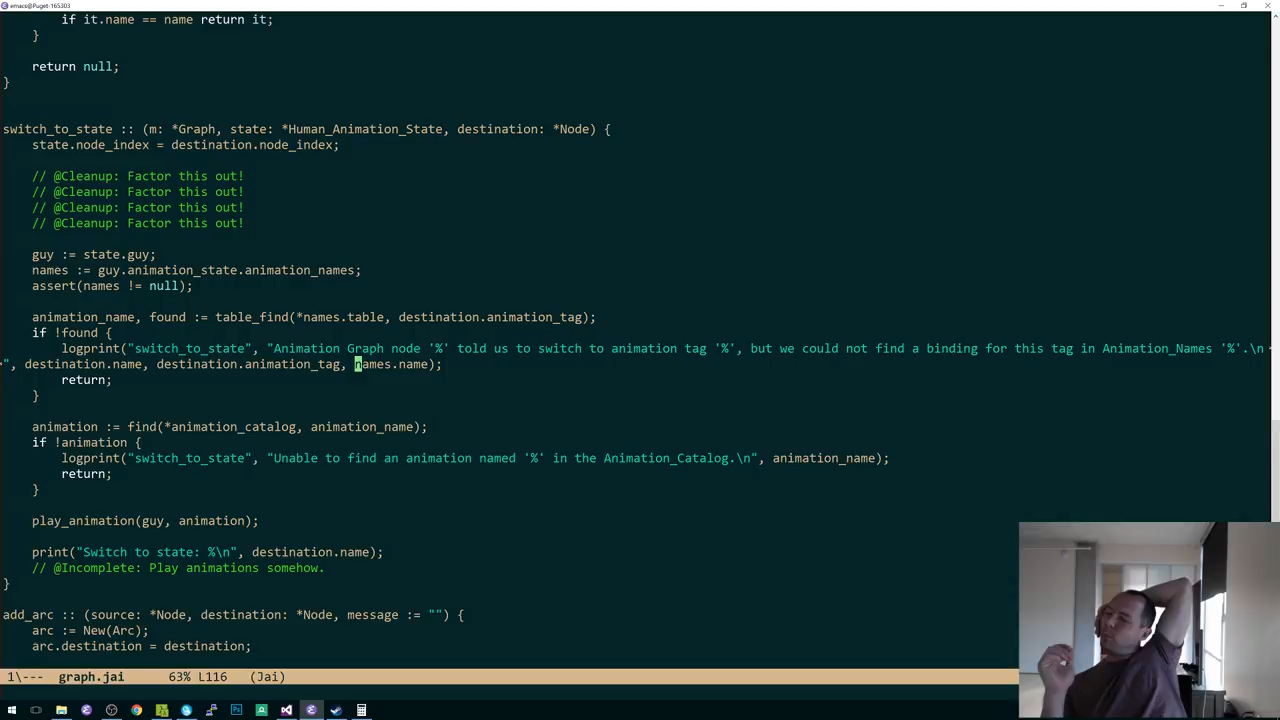 emacs@Puget-165303
        if it.name == name return it;
    }

    return null;
}

switch_to_state :: (m: *Graph, state: *Human_Animation_State, destination: *Node) {
    state.node_index = destination.node_index;

    // @Cleanup: Factor this out!
    // @Cleanup: Factor this out!
    // @Cleanup: Factor this out!
    // @Cleanup: Factor this out!

    guy := state.guy;
    names := guy.animation_state.animation_names;
    assert(names != null);

    animation_name, found := table_find(*names.table, destination.animation_tag);
    if !found {
        logprint("switch_to_state", "Animation Graph node '%' told us to switch to animation tag '%', but we could not find a binding for this tag in Animation_Names '%'.\n
", destination.name, destination.animation_tag, names.name);
        return;
    }

    animation := find(*animation_catalog, animation_name);
    if !animation {
        logprint("switch_to_state", "Unable to find an animation named '%' in the Animation_Catalog.\n", animation_name);
        return;
    }

    play_animation(guy, animation);

    print("Switch to state: %\n", destination.name);
    // @Incomplete: Play animations somehow.
}

add_arc :: (source: *Node, destination: *Node, message := "") {
    arc := New(Arc);
    arc.destination = destination;
1\--- graph.jai 63% L116 (Jai)